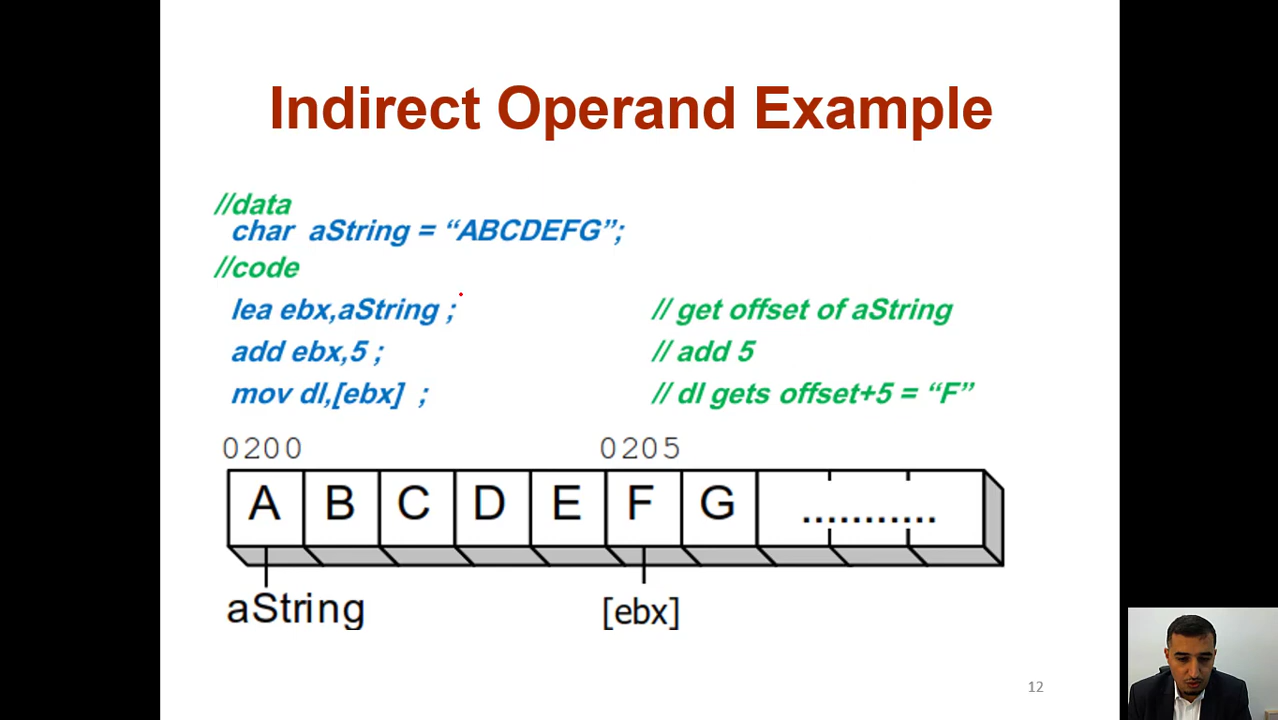 Indirect Operand Example
//data
char aString = “ABCDEFG”;
//code
lea ebx,aString ; // get offset of aString
add ebx,5 ; // add 5
mov dl,[ebx] ; // dl gets offset+5 = “F”
0200 0205
A B C D E F G ...........
aString [ebx]
12